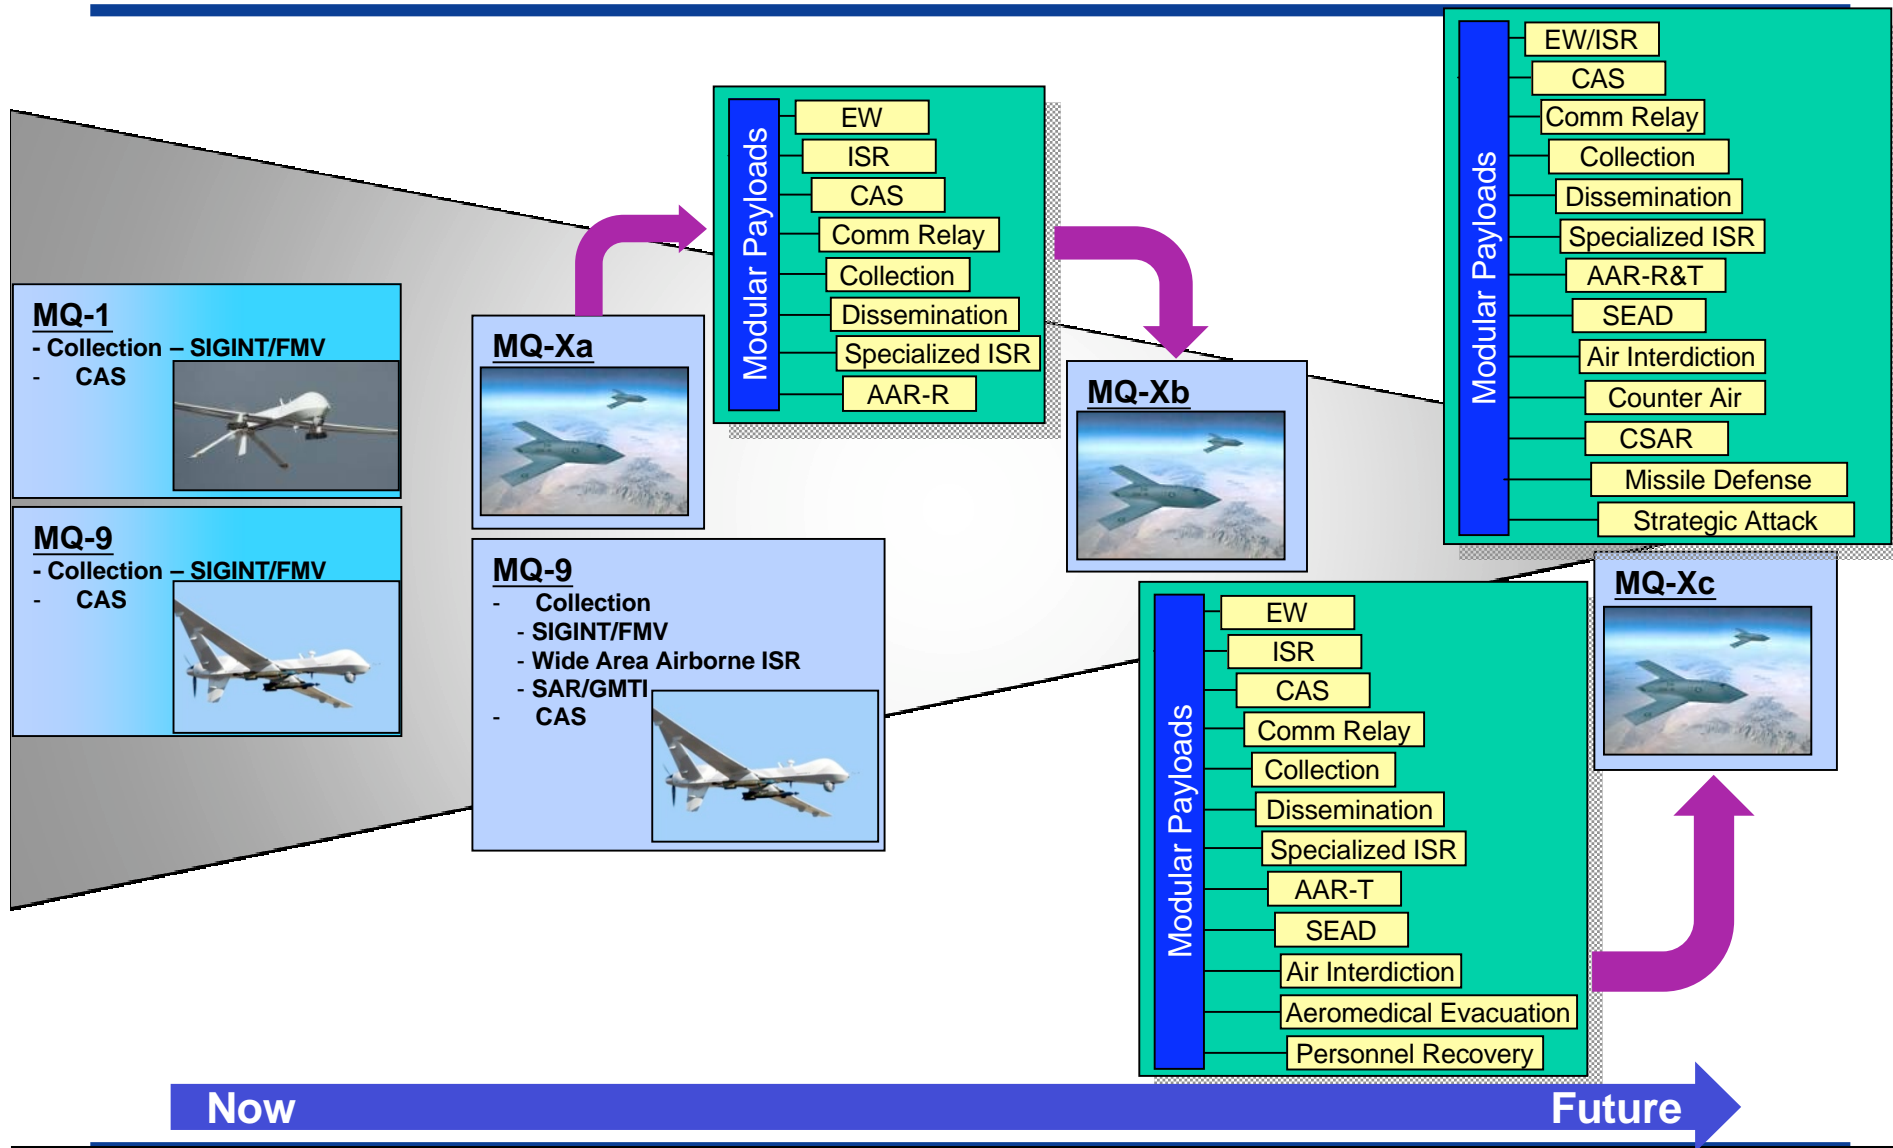 MQ-1
- Collection – SIGINT/FMV
- CAS
MQ-9
- Collection – SIGINT/FMV
- CAS
MQ-Xa
MQ-9
- Collection
- SIGINT/FMV
- Wide Area Airborne ISR
- SAR/GMTI
- CAS
Modular Payloads
EW
ISR
CAS
Comm Relay
Collection
Dissemination
Specialized ISR
AAR-R
MQ-Xb
Modular Payloads
EW
ISR
CAS
Comm Relay
Collection
Dissemination
Specialized ISR
AAR-T
SEAD
Air Interdiction
Aeromedical Evacuation
Personnel Recovery
Modular Payloads
EW/ISR
CAS
Comm Relay
Collection
Dissemination
Specialized ISR
AAR-R&T
SEAD
Air Interdiction
Counter Air
CSAR
Missile Defense
Strategic Attack
MQ-Xc
Now
Future